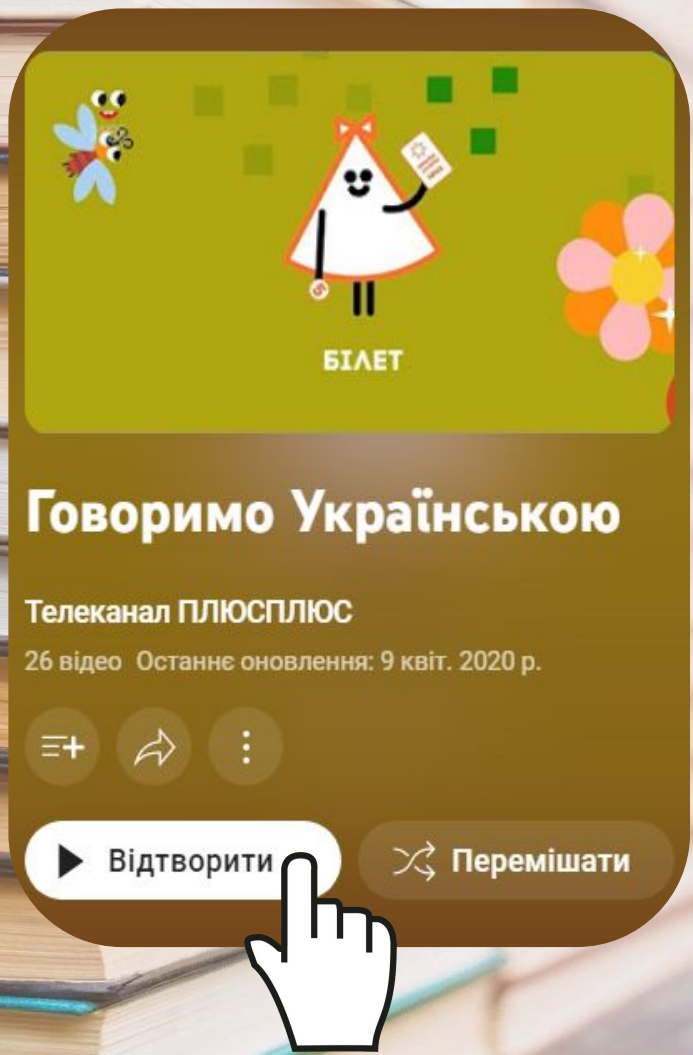 БІЛЕТ
Говоримо Українською
Телеканал ПЛЮСПЛЮС
26 відео Останнє оновлення: 9 квіт. 2020 р.
Відтворити Перемішати